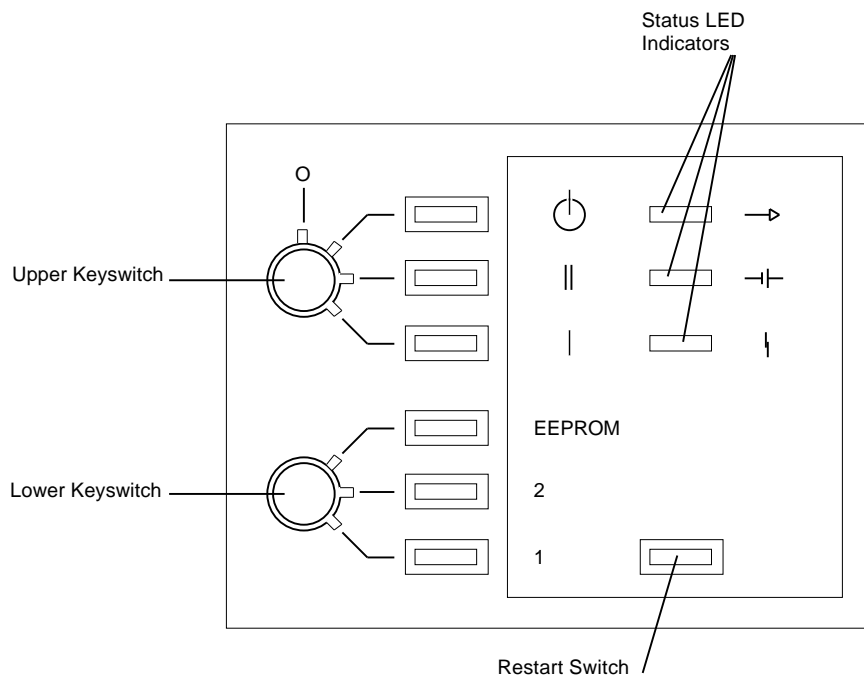 Status LED
Indicators
O
Upper Keyswitch
EEPROM
Lower Keyswitch
2
1
Restart Switch